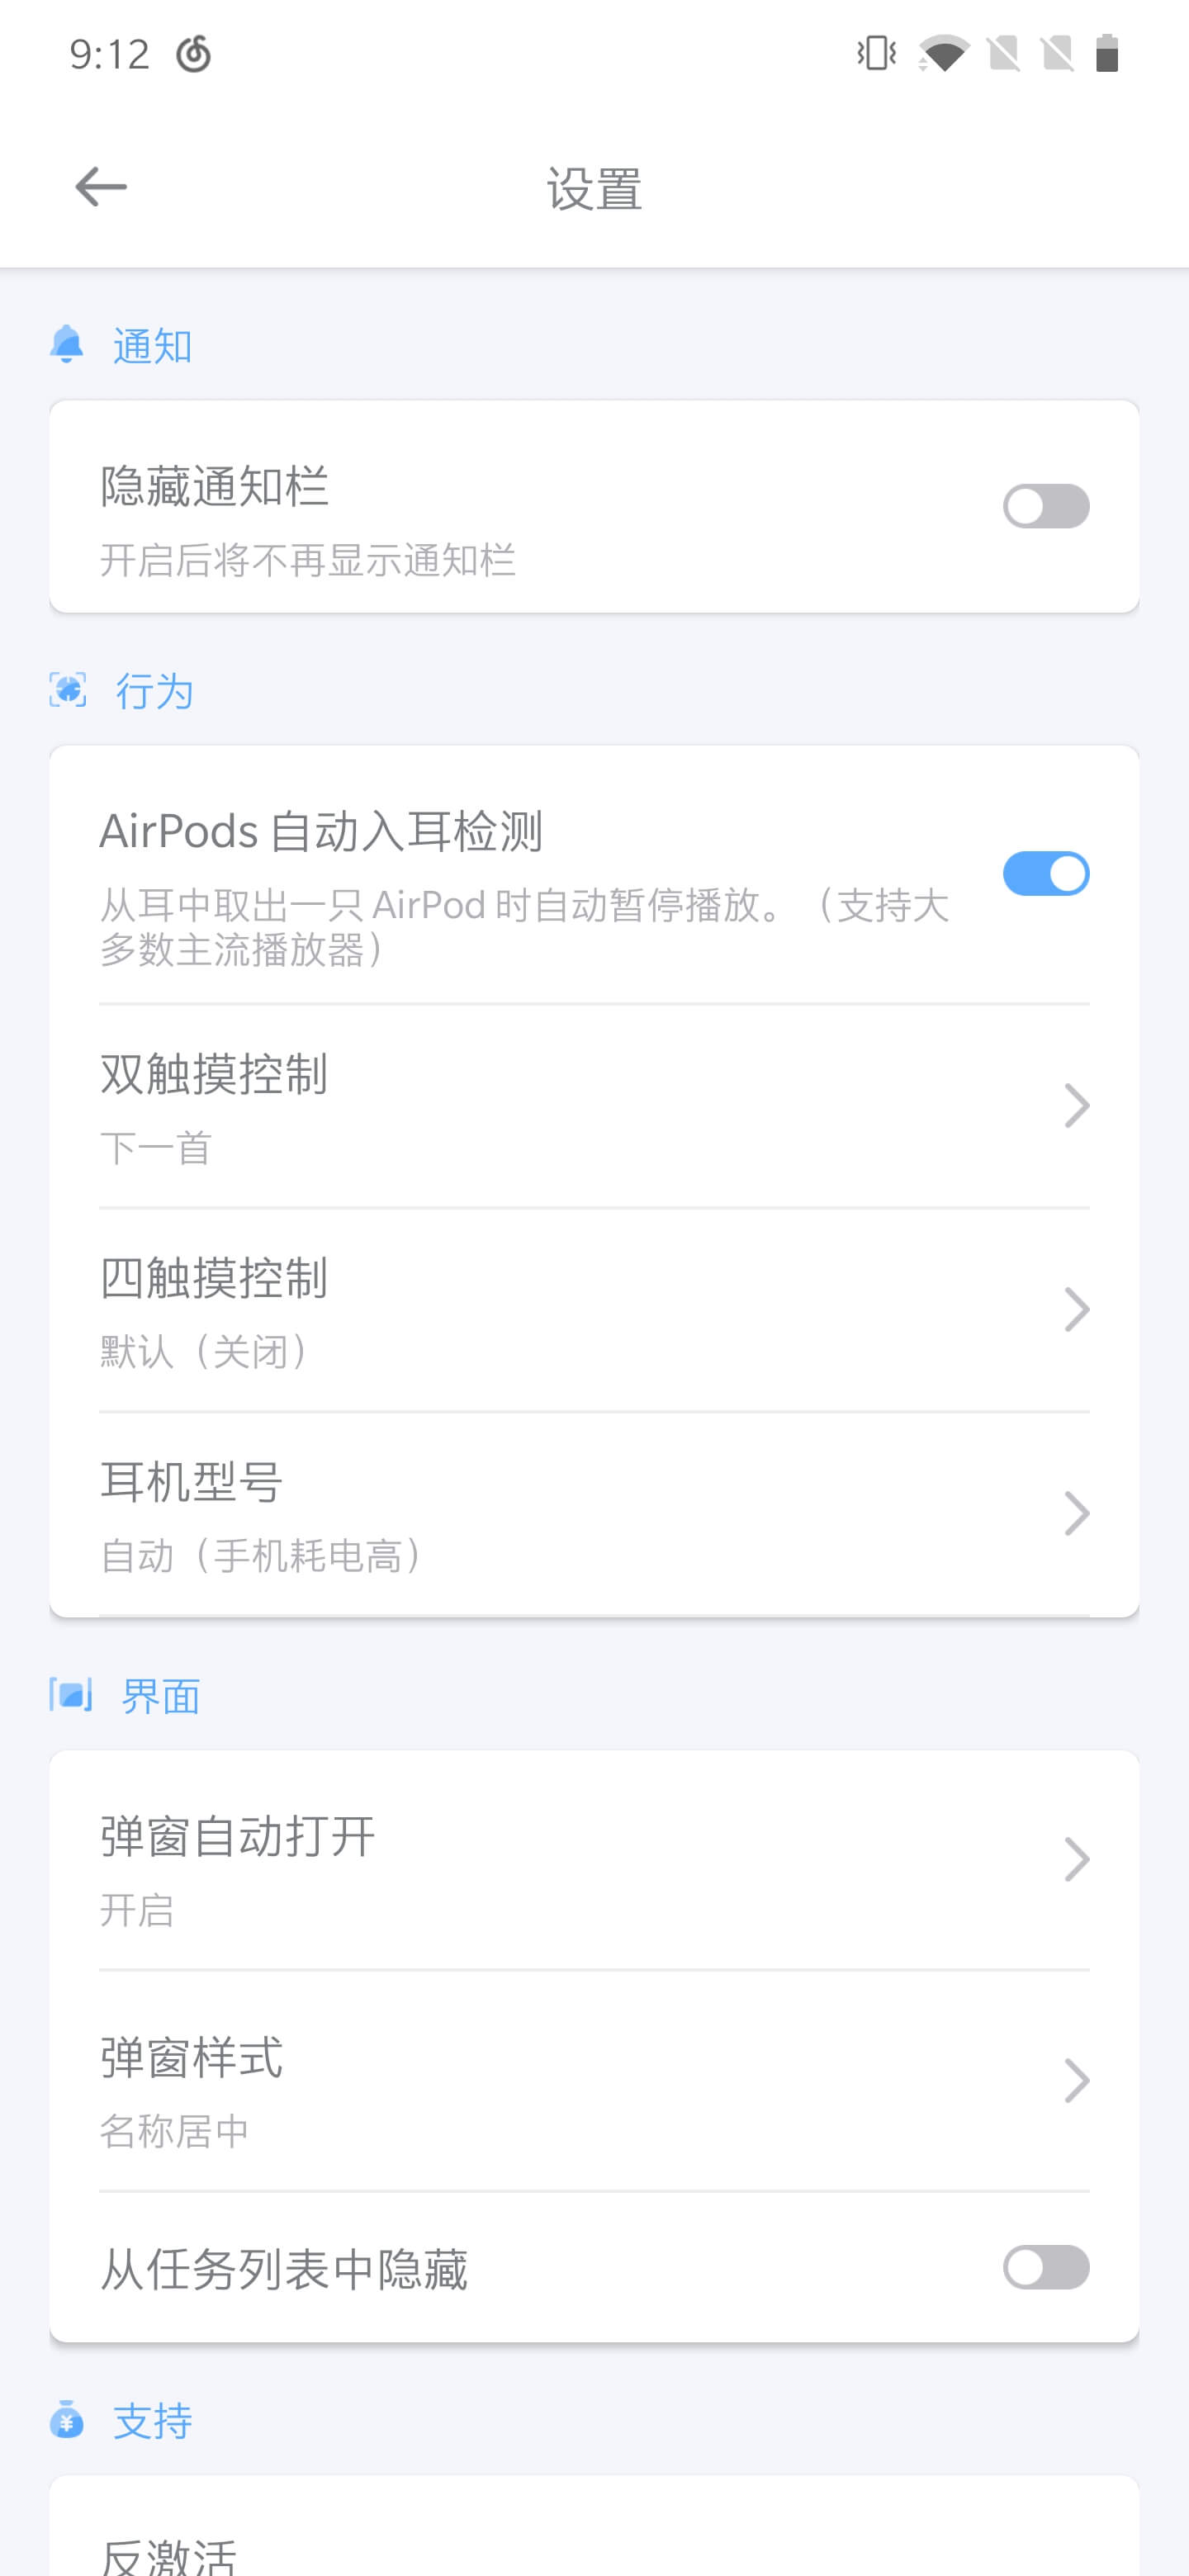 9:12
设置
通知
隐藏通知栏
开启后将不再显示通知栏
行为
AirPods 自动入耳检测
从耳中取出一只 AirPod 时自动暂停播放。（支持大
多数主流播放器）
双触摸控制
下一首
四触摸控制
默认（关闭）
耳机型号
自动（手机耗电高）
界面
弹窗自动打开
开启
弹窗样式
名称居中
从任务列表中隐藏
¥
支持
反激活